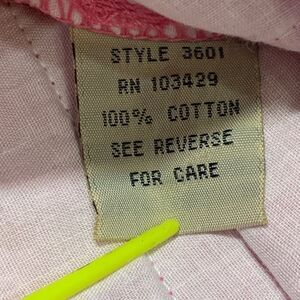 STYLE 3601
RN 103429
100% COTTON
SEE REVERSE
FOR CARE